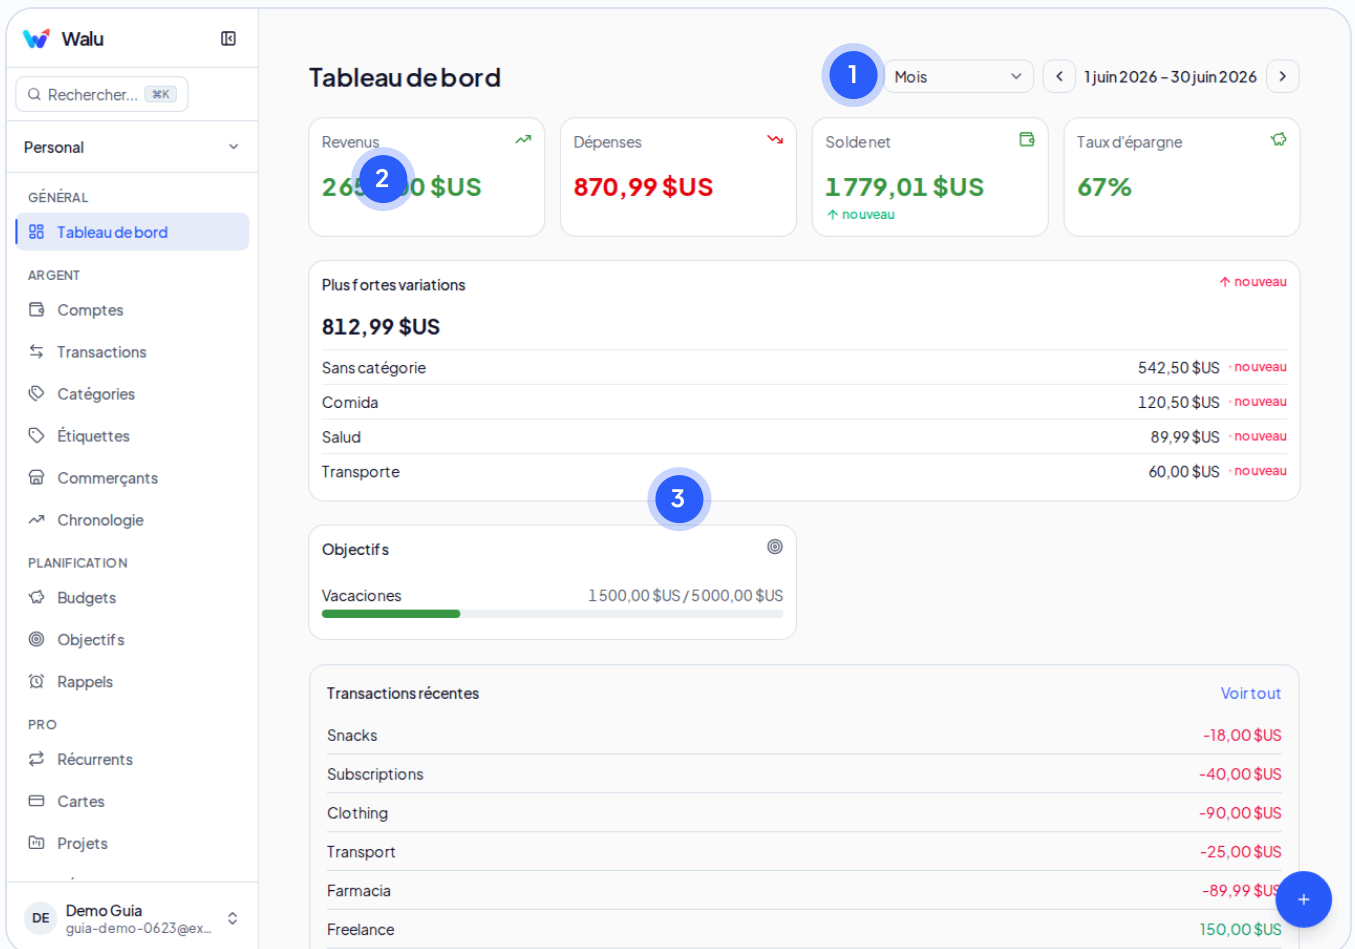 Walu
Rechercher... ⌘K
Personal
GÉNÉRAL
Tableau de bord
ARGENT
Comptes
Transactions
Catégories
Étiquettes
Commerçants
Chronologie
PLANIFICATION
Budgets
Objectifs
Rappels
PRO
Récurrents
Cartes
Projets
DE
Demo Guia
guia-demo-0623@ex...
Tableau de bord
1
Mois
1 juin 2026 – 30 juin 2026
Revenus
2
$US
Dépenses
870,99 $US
Solde net
1 779,01 $US
↑ nouveau
Taux d'épargne
67%
Plus fortes variations
↑ nouveau
812,99 $US
Sans catégorie 542,50 $US · nouveau
Comida 120,50 $US · nouveau
Salud 89,99 $US · nouveau
Transporte 60,00 $US · nouveau
3
Objectifs
Vacaciones 1 500,00 $US / 5 000,00 $US
Transactions récentes Voir tout
Snacks -18,00 $US
Subscriptions -40,00 $US
Clothing -90,00 $US
Transport -25,00 $US
Farmacia -89,99 $US
+
Freelance 150,00 $US